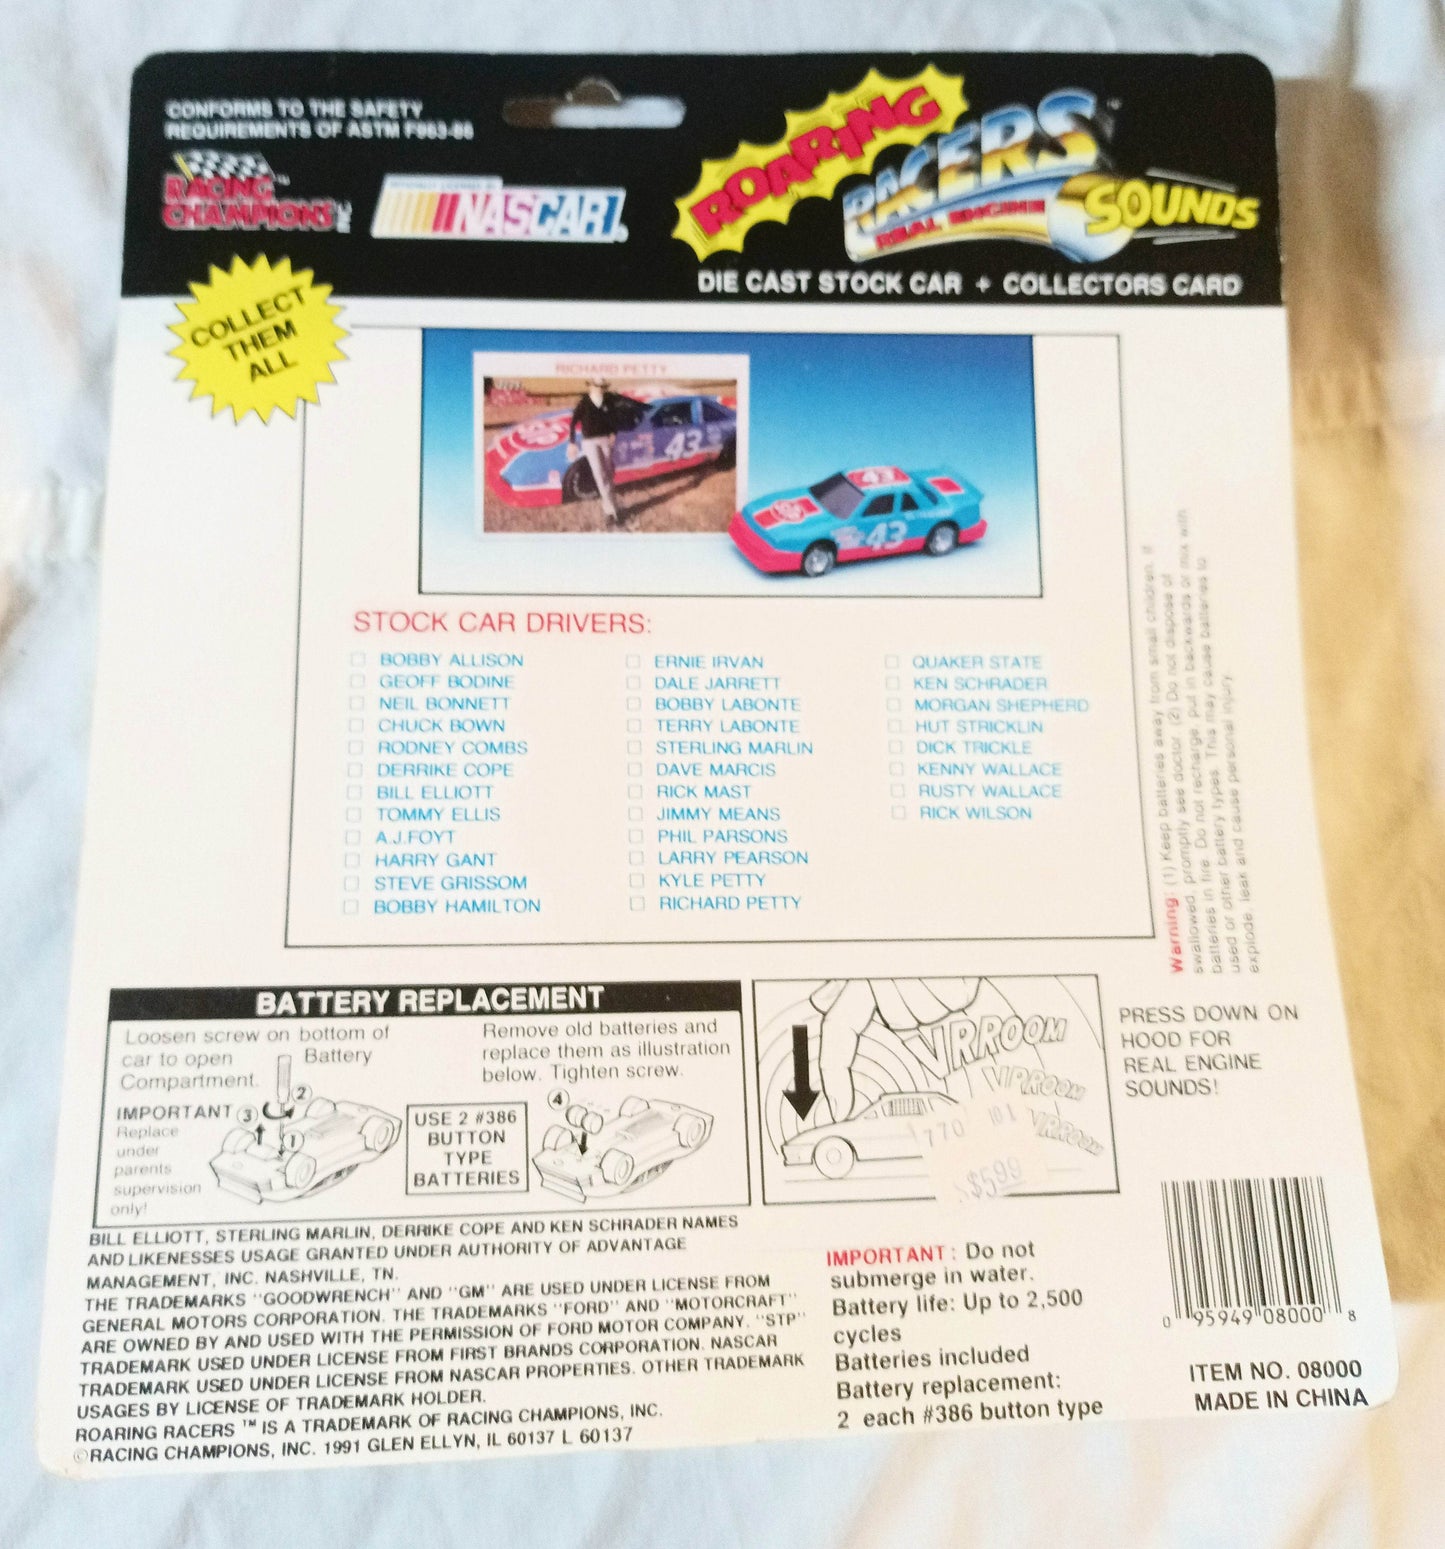 CONFORMS TO THE SAFETY
REQUIREMENTS OF ASTM F963-86
RACING
CHAMPIONS INC
NASCAR
ROARING
RACERS
REAL ENGINE
SOUNDS
DIE CAST STOCK CAR + COLLECTORS CARD
COLLECT
THEM
ALL
RICHARD PETTY
43
43
43
STOCK CAR DRIVERS:
BOBBY ALLISON
GEOFF BODINE
NEIL BONNETT
CHUCK BOWN
RODNEY COMBS
DERRIKE COPE
BILL ELLIOTT
TOMMY ELLIS
A.J.FOYT
HARRY GANT
STEVE GRISSOM
BOBBY HAMILTON
ERNIE IRVAN
DALE JARRETT
BOBBY LABONTE
TERRY LABONTE
STERLING MARLIN
DAVE MARCIS
RICK MAST
JIMMY MEANS
PHIL PARSONS
LARRY PEARSON
KYLE PETTY
RICHARD PETTY
QUAKER STATE
KEN SCHRADER
MORGAN SHEPHERD
HUT STRICKLIN
DICK TRICKLE
KENNY WALLACE
RUSTY WALLACE
RICK WILSON
Warning: (1) Keep batteries away from small children. If
swallowed, promptly see doctor. (2) Do not dispose of
batteries in fire. Do not recharge, put in backwards or mix with
used or other battery types. This may cause batteries to
explode, leak and cause personal injury.
BATTERY REPLACEMENT
Loosen screw on bottom of
car to open Battery
Compartment.
IMPORTANT
Replace
under
parents
supervision
only!
3
2
1
USE 2 #386
BUTTON
TYPE
BATTERIES
Remove old batteries and
replace them as illustration
below. Tighten screw.
4
VRROOM
VRROOM
VRROOM
770
101
$5.99
PRESS DOWN ON
HOOD FOR
REAL ENGINE
SOUNDS!
BILL ELLIOTT, STERLING MARLIN, DERRIKE COPE AND KEN SCHRADER NAMES
AND LIKENESSES USAGE GRANTED UNDER AUTHORITY OF ADVANTAGE
MANAGEMENT, INC. NASHVILLE, TN.
THE TRADEMARKS "GOODWRENCH" AND "GM" ARE USED UNDER LICENSE FROM
GENERAL MOTORS CORPORATION. THE TRADEMARKS "FORD" AND "MOTORCRAFT"
ARE OWNED BY AND USED WITH THE PERMISSION OF FORD MOTOR COMPANY. "STP"
TRADEMARK USED UNDER LICENSE FROM FIRST BRANDS CORPORATION. NASCAR
TRADEMARK USED UNDER LICENSE FROM NASCAR PROPERTIES. OTHER TRADEMARK
USAGES BY LICENSE OF TRADEMARK HOLDER.
ROARING RACERS ™ IS A TRADEMARK OF RACING CHAMPIONS, INC.
©RACING CHAMPIONS, INC. 1991 GLEN ELLYN, IL 60137 L 60137
IMPORTANT: Do not
submerge in water.
Battery life: Up to 2,500
cycles
Batteries included
Battery replacement:
2 each #386 button type
0 95949 08000 8
ITEM NO. 08000
MADE IN CHINA